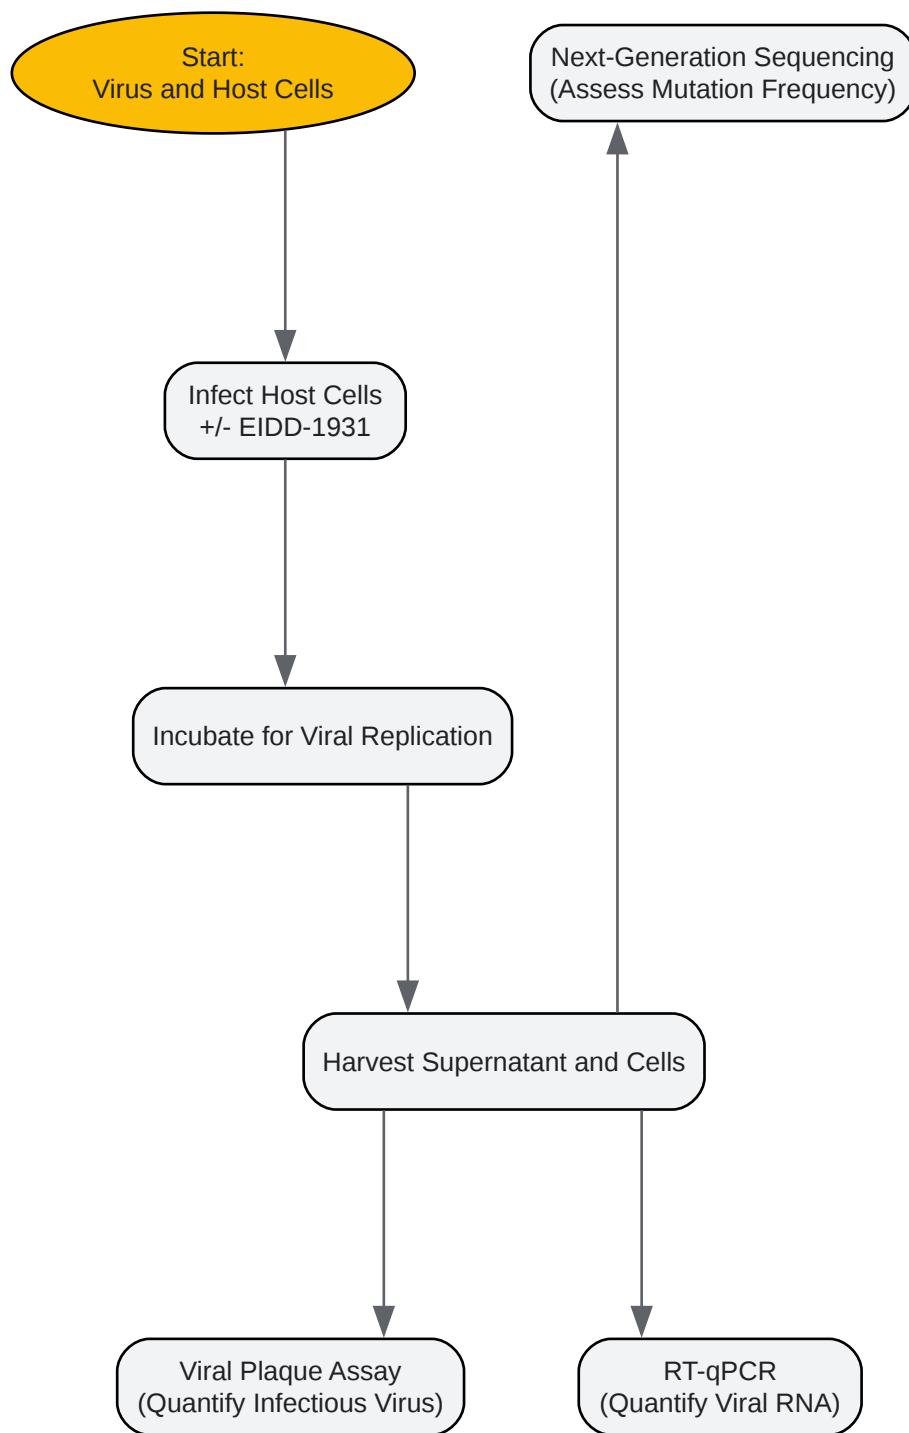 Start:
Virus and Host Cells
Next-Generation Sequencing
(Assess Mutation Frequency)
Infect Host Cells
+/- EIDD-1931
Incubate for Viral Replication
Harvest Supernatant and Cells
Viral Plaque Assay
(Quantify Infectious Virus)
RT-qPCR
(Quantify Viral RNA)